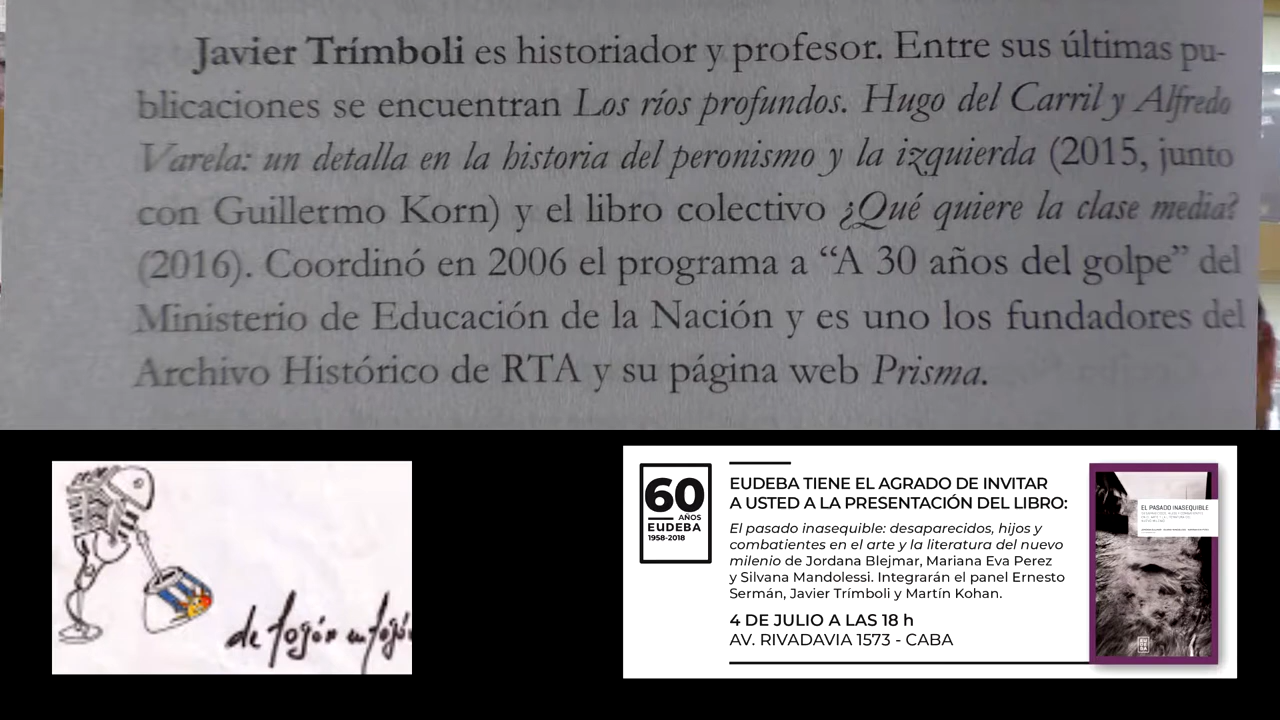 Javier Trímboli es historiador y profesor. Entre sus últimas pu-
blicaciones se encuentran Los ríos profundos. Hugo del Carril y Alfredo
Varela: un detalla en la historia del peronismo y la izquierda (2015, junto
con Guillermo Korn) y el libro colectivo ¿Qué quiere la clase media?
(2016). Coordinó en 2006 el programa a “A 30 años del golpe” del
Ministerio de Educación de la Nación y es uno los fundadores del
Archivo Histórico de RTA y su página web Prisma.
de fogón en fogón
60
AÑOS
EUDEBA
1958-2018
EUDEBA TIENE EL AGRADO DE INVITAR
A USTED A LA PRESENTACIÓN DEL LIBRO:
El pasado inasequible: desaparecidos, hijos y
combatientes en el arte y la literatura del nuevo
milenio de Jordana Blejmar, Mariana Eva Perez
y Silvana Mandolessi. Integrarán el panel Ernesto
Sermán, Javier Trímboli y Martín Kohan.
4 DE JULIO A LAS 18 h
AV. RIVADAVIA 1573 - CABA
EL PASADO INASEQUIBLE